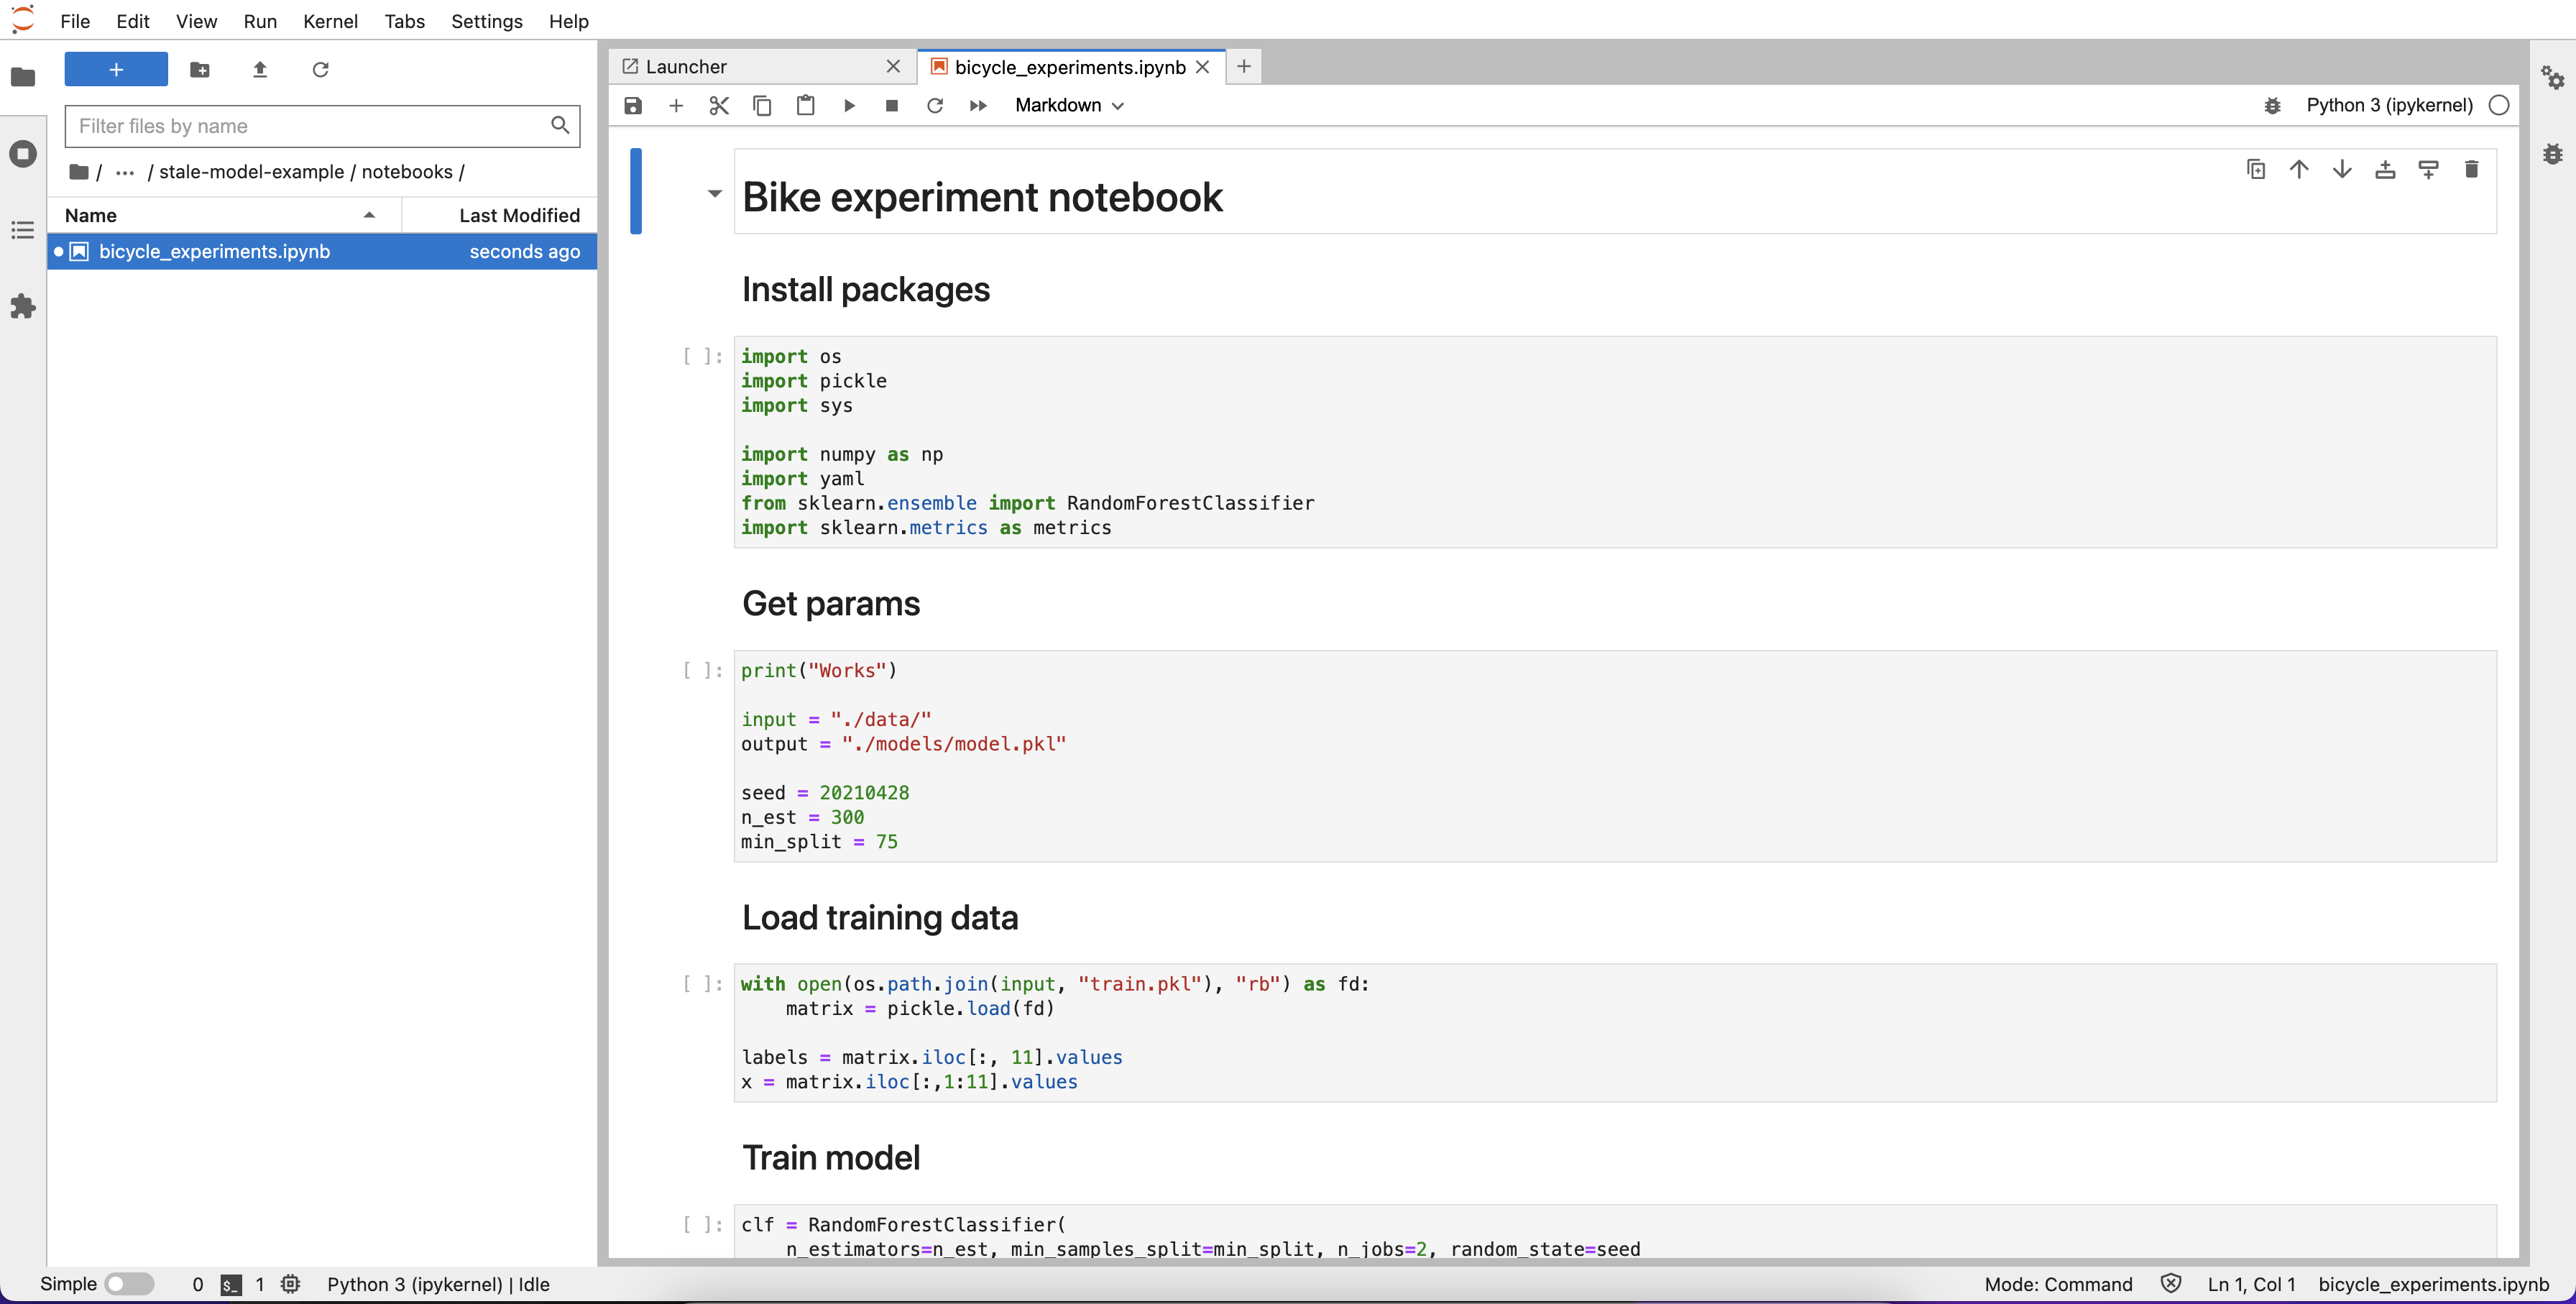 File Edit View Run Kernel Tabs Settings Help
+
Filter files by name
/ ··· / stale-model-example / notebooks /
Name Last Modified
bicycle_experiments.ipynb seconds ago
Launcher
bicycle_experiments.ipynb
Markdown
Python 3 (ipykernel)
Bike experiment notebook
Install packages
[ ]: import os
import pickle
import sys
import numpy as np
import yaml
from sklearn.ensemble import RandomForestClassifier
import sklearn.metrics as metrics
Get params
[ ]: print("Works")
input = "./data/"
output = "./models/model.pkl"
seed = 20210428
n_est = 300
min_split = 75
Load training data
[ ]: with open(os.path.join(input, "train.pkl"), "rb") as fd:
    matrix = pickle.load(fd)
labels = matrix.iloc[:, 11].values
x = matrix.iloc[:,1:11].values
Train model
[ ]: clf = RandomForestClassifier(
    n_estimators=n_est, min_samples_split=min_split, n_jobs=2, random_state=seed
Simple 0 $_ 1 Python 3 (ipykernel) | Idle Mode: Command Ln 1, Col 1 bicycle_experiments.ipynb